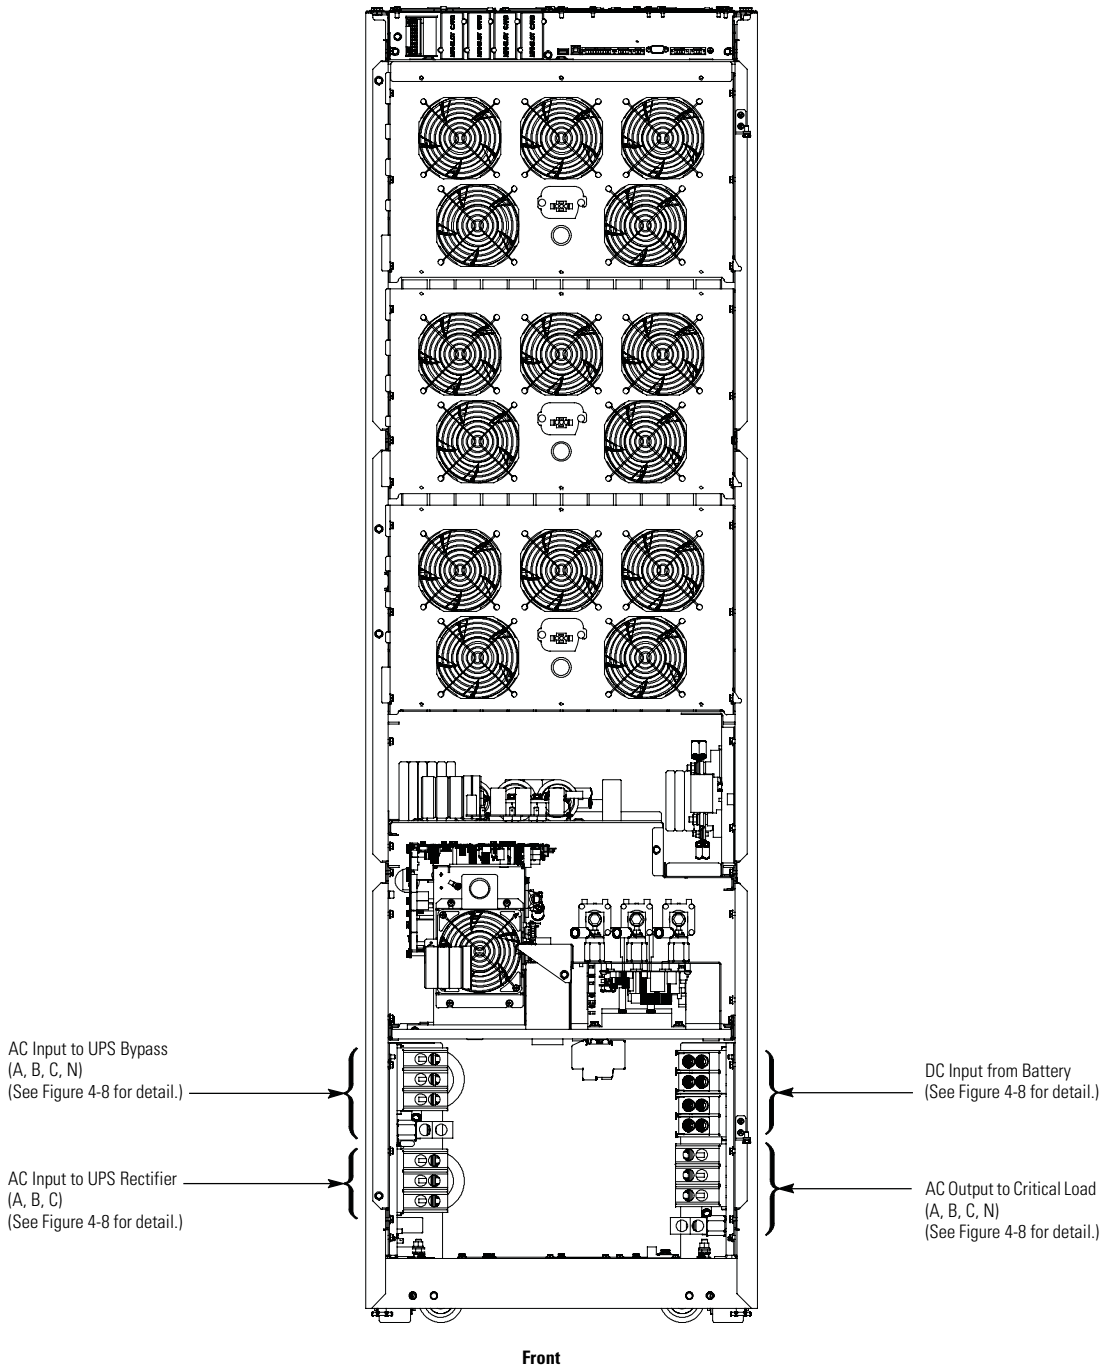 AC Input to UPS Bypass
(A, B, C, N)
(See Figure 4-8 for detail.)
AC Input to UPS Rectifier
(A, B, C)
(See Figure 4-8 for detail.)
DC Input from Battery
(See Figure 4-8 for detail.)
AC Output to Critical Load
(A, B, C, N)
(See Figure 4-8 for detail.)
Front